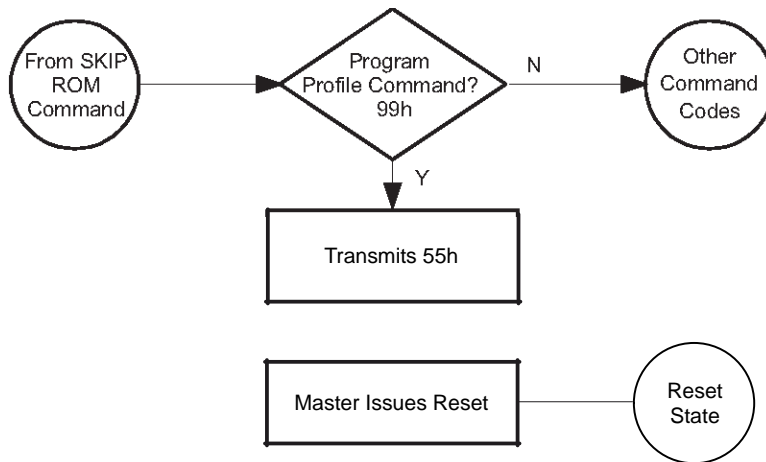 From SKIP
ROM
Command
Program
Profile Command?
99h
N
Other
Command
Codes
Y
Transmits 55h
Master Issues Reset
Reset
State